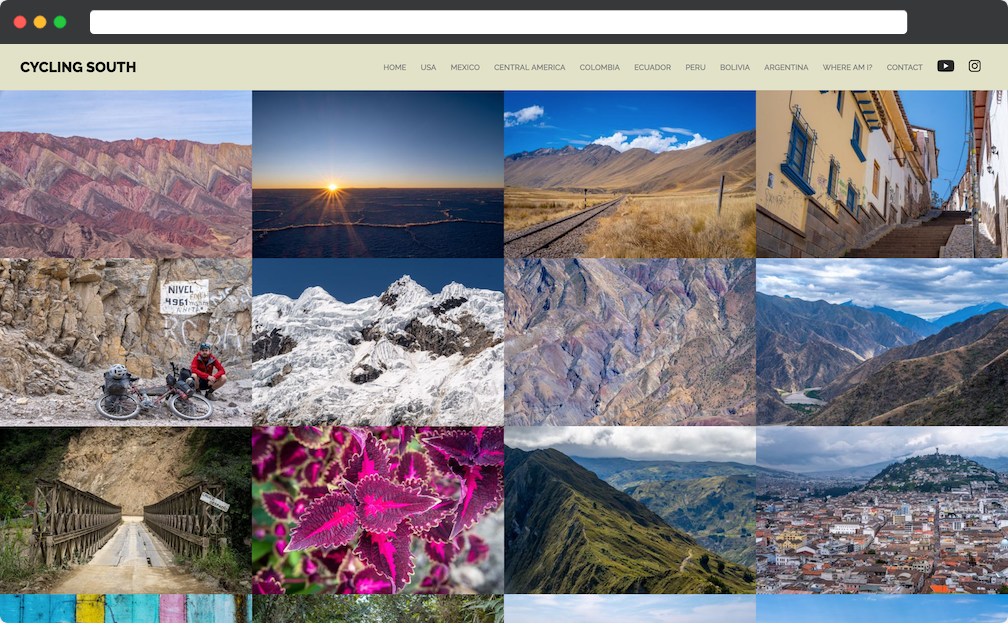 CYCLING SOUTH
HOME USA MEXICO CENTRAL AMERICA COLOMBIA ECUADOR PERU BOLIVIA ARGENTINA WHERE AM I? CONTACT
NIVEL
4961